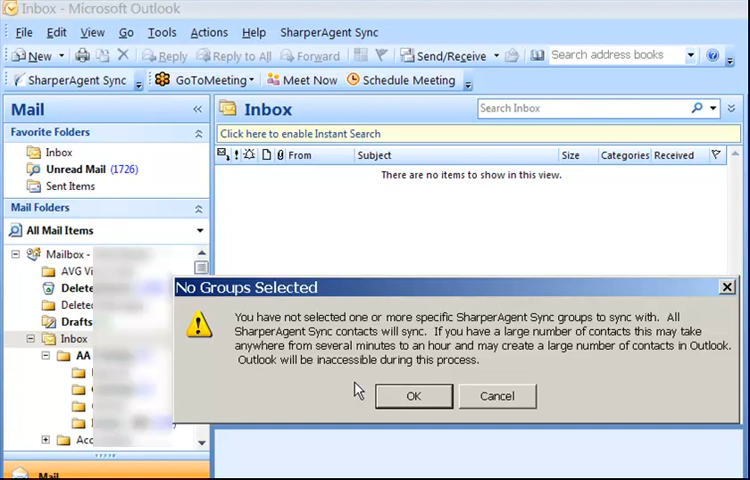 Inbox - Microsoft Outlook
File Edit View Go Tools Actions Help SharperAgent Sync
New Reply Reply to All Forward Send/Receive Search address books
SharperAgent Sync GoToMeeting Meet Now Schedule Meeting
Mail «
Favorite Folders
Inbox
Unread Mail (1726)
Sent Items
Mail Folders
All Mail Items
Mailbox -
AVG Vi
Delete
Deleted
Drafts
Inbox
AA
Acc
Mail
Inbox Search Inbox
Click here to enable Instant Search
! From Subject Size Categories Received
There are no items to show in this view.
No Groups Selected
You have not selected one or more specific SharperAgent Sync groups to sync with. All
SharperAgent Sync contacts will sync. If you have a large number of contacts this may take
anywhere from several minutes to an hour and may create a large number of contacts in Outlook.
Outlook will be inaccessible during this process.
OK Cancel